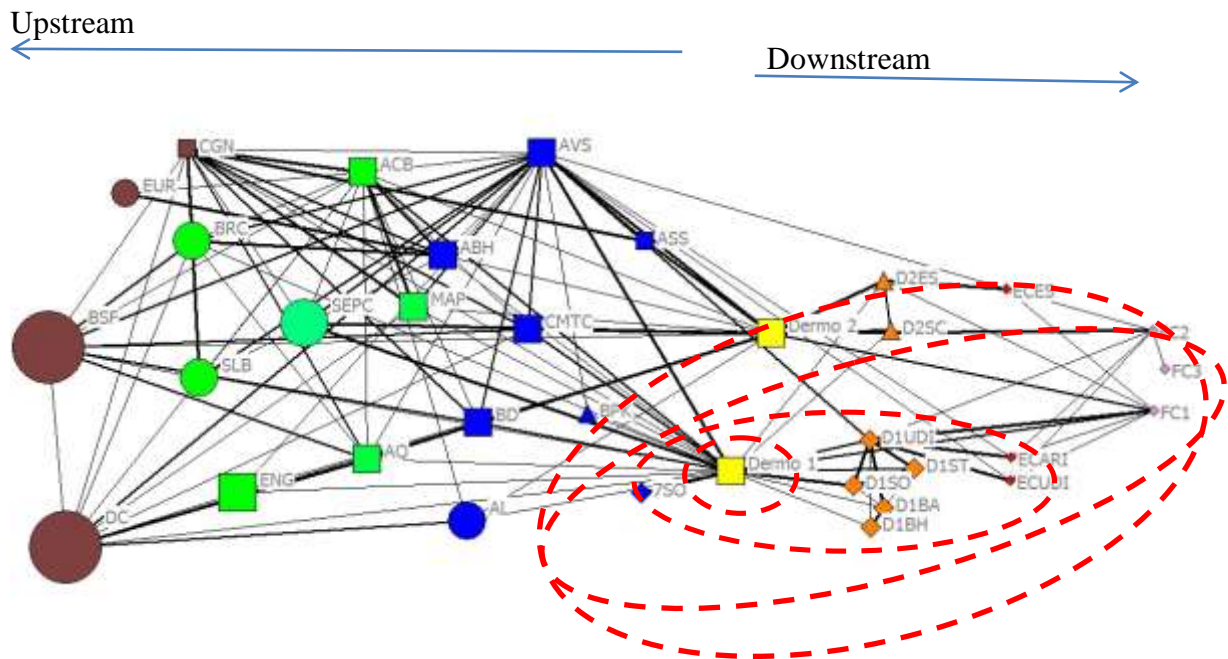 Upstream
Downstream
CGN
ACB
AVS
EUR
BRC
ABH
ASS
SEPC
MAP
CMTC
BSF
SLB
BD
AQ
ENG
DC
AL
7SO
Dermo 2
Dermo 1
D2ES
D2SC
ECES
FC2
FC3
FC1
D1UDI
D1ST
D1SO
D1BA
D1BH
ECARI
ECUDI